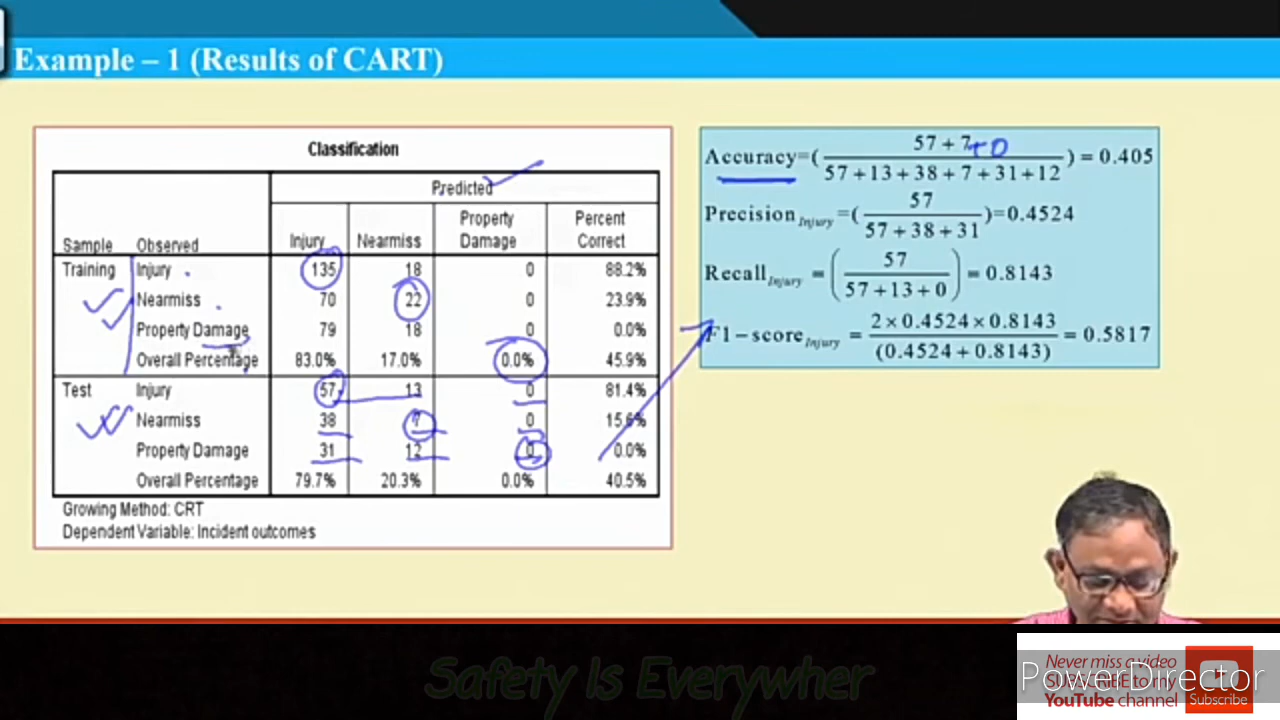 Example – 1 (Results of CART)
Classification
Predicted
Sample Observed Injury Nearmiss Property Damage Percent Correct
Training Injury 135 18 0 88.2%
Nearmiss 70 22 0 23.9%
Property Damage 79 18 0 0.0%
Overall Percentage 83.0% 17.0% 0.0% 45.9%
Test Injury 57 13 0 81.4%
Nearmiss 38 7 0 15.6%
Property Damage 31 12 0 0.0%
Overall Percentage 79.7% 20.3% 0.0% 40.5%
Growing Method: CRT
Dependent Variable: Incident outcomes
Accuracy=( (57 + 7 +0) / (57 + 13 + 38 + 7 + 31 + 12) ) = 0.405
Precision Injury =( 57 / (57 + 38 + 31) )=0.4524
Recall Injury = ( 57 / (57 + 13 + 0) ) = 0.8143
F1 – score Injury = 2 × 0.4524 × 0.8143 / (0.4524 + 0.8143) = 0.5817
Safety Is Everywher
Never miss a video
SUBSCRIBE to my
YouTube channel
Subscribe
PowerDirector